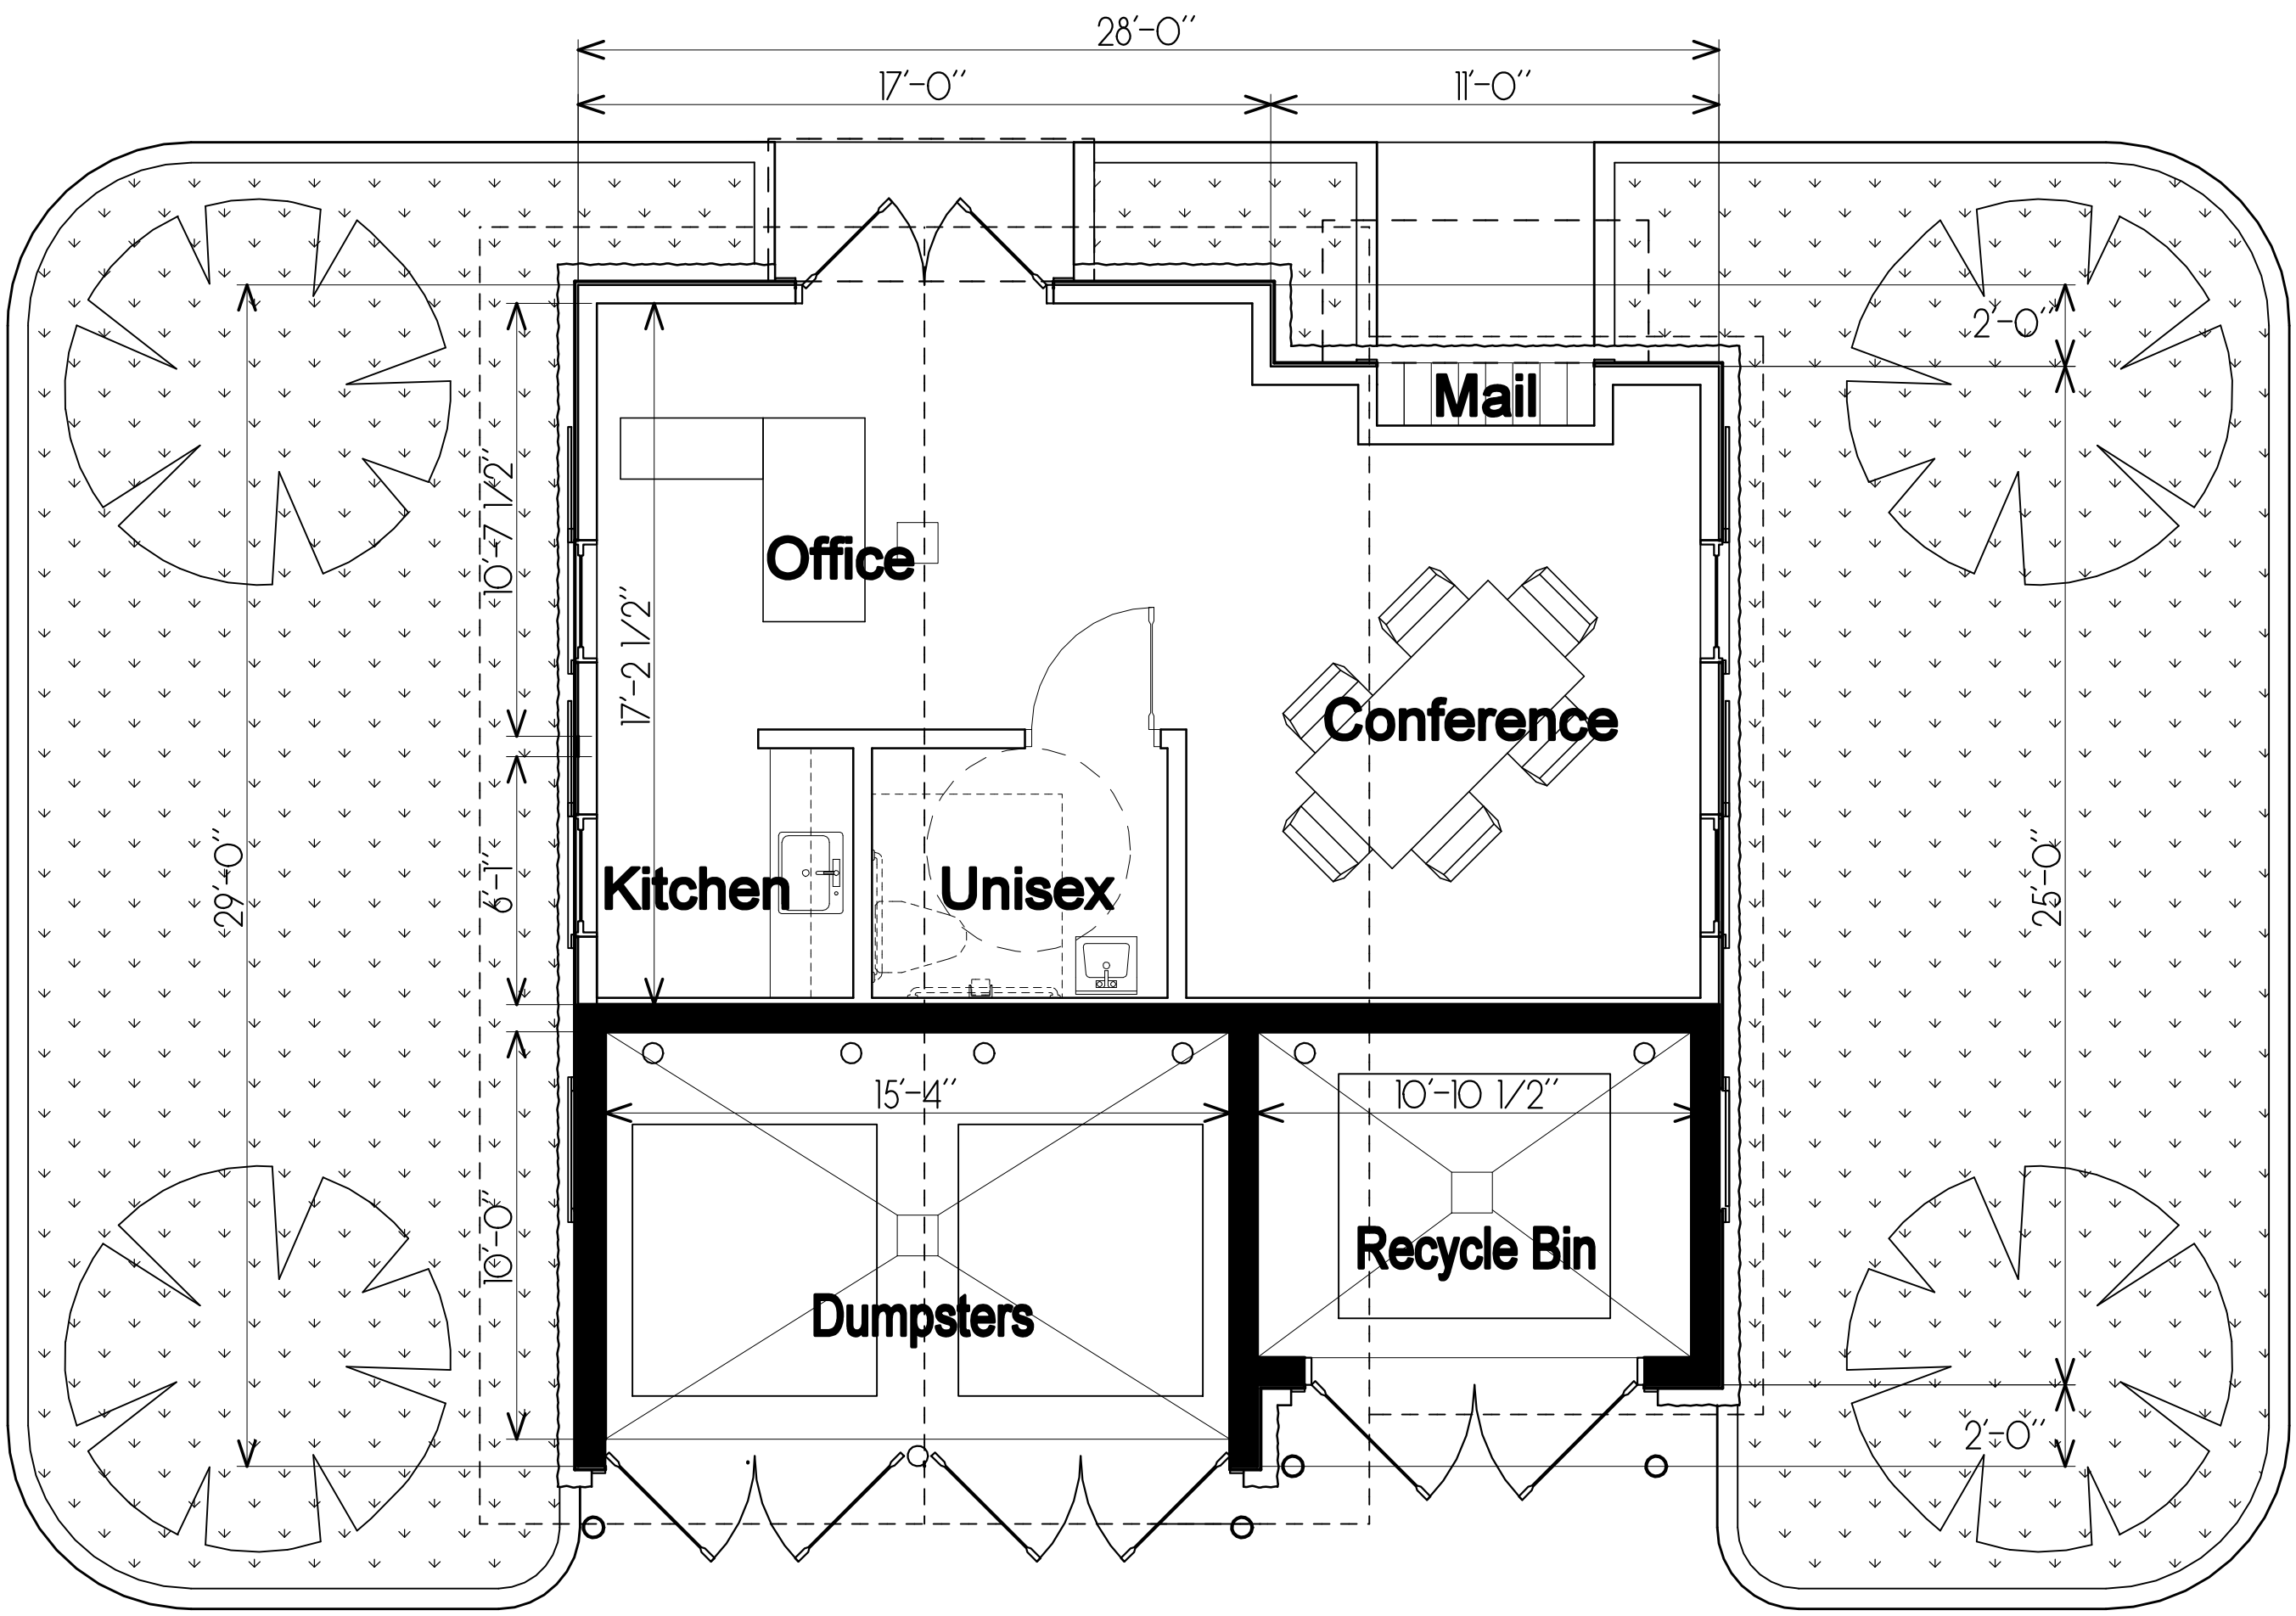 28'-0"
17'-0"
11'-0"
2'-0"
Mail
10'-7 1/2"
Office
17'-2 1/2"
Conference
29'-0"
6'-1"
Kitchen
Unisex
25'-0"
15'-4"
10'-10 1/2"
10'-0"
Recycle Bin
Dumpsters
2'-0"